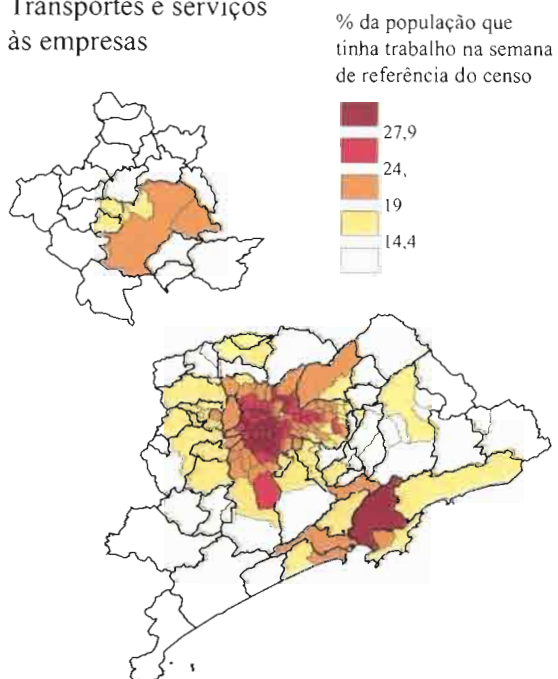 Transportes e serviços
às empresas
% da população que
tinha trabalho na semana
de referência do censo
27,9
24,
19
14,4